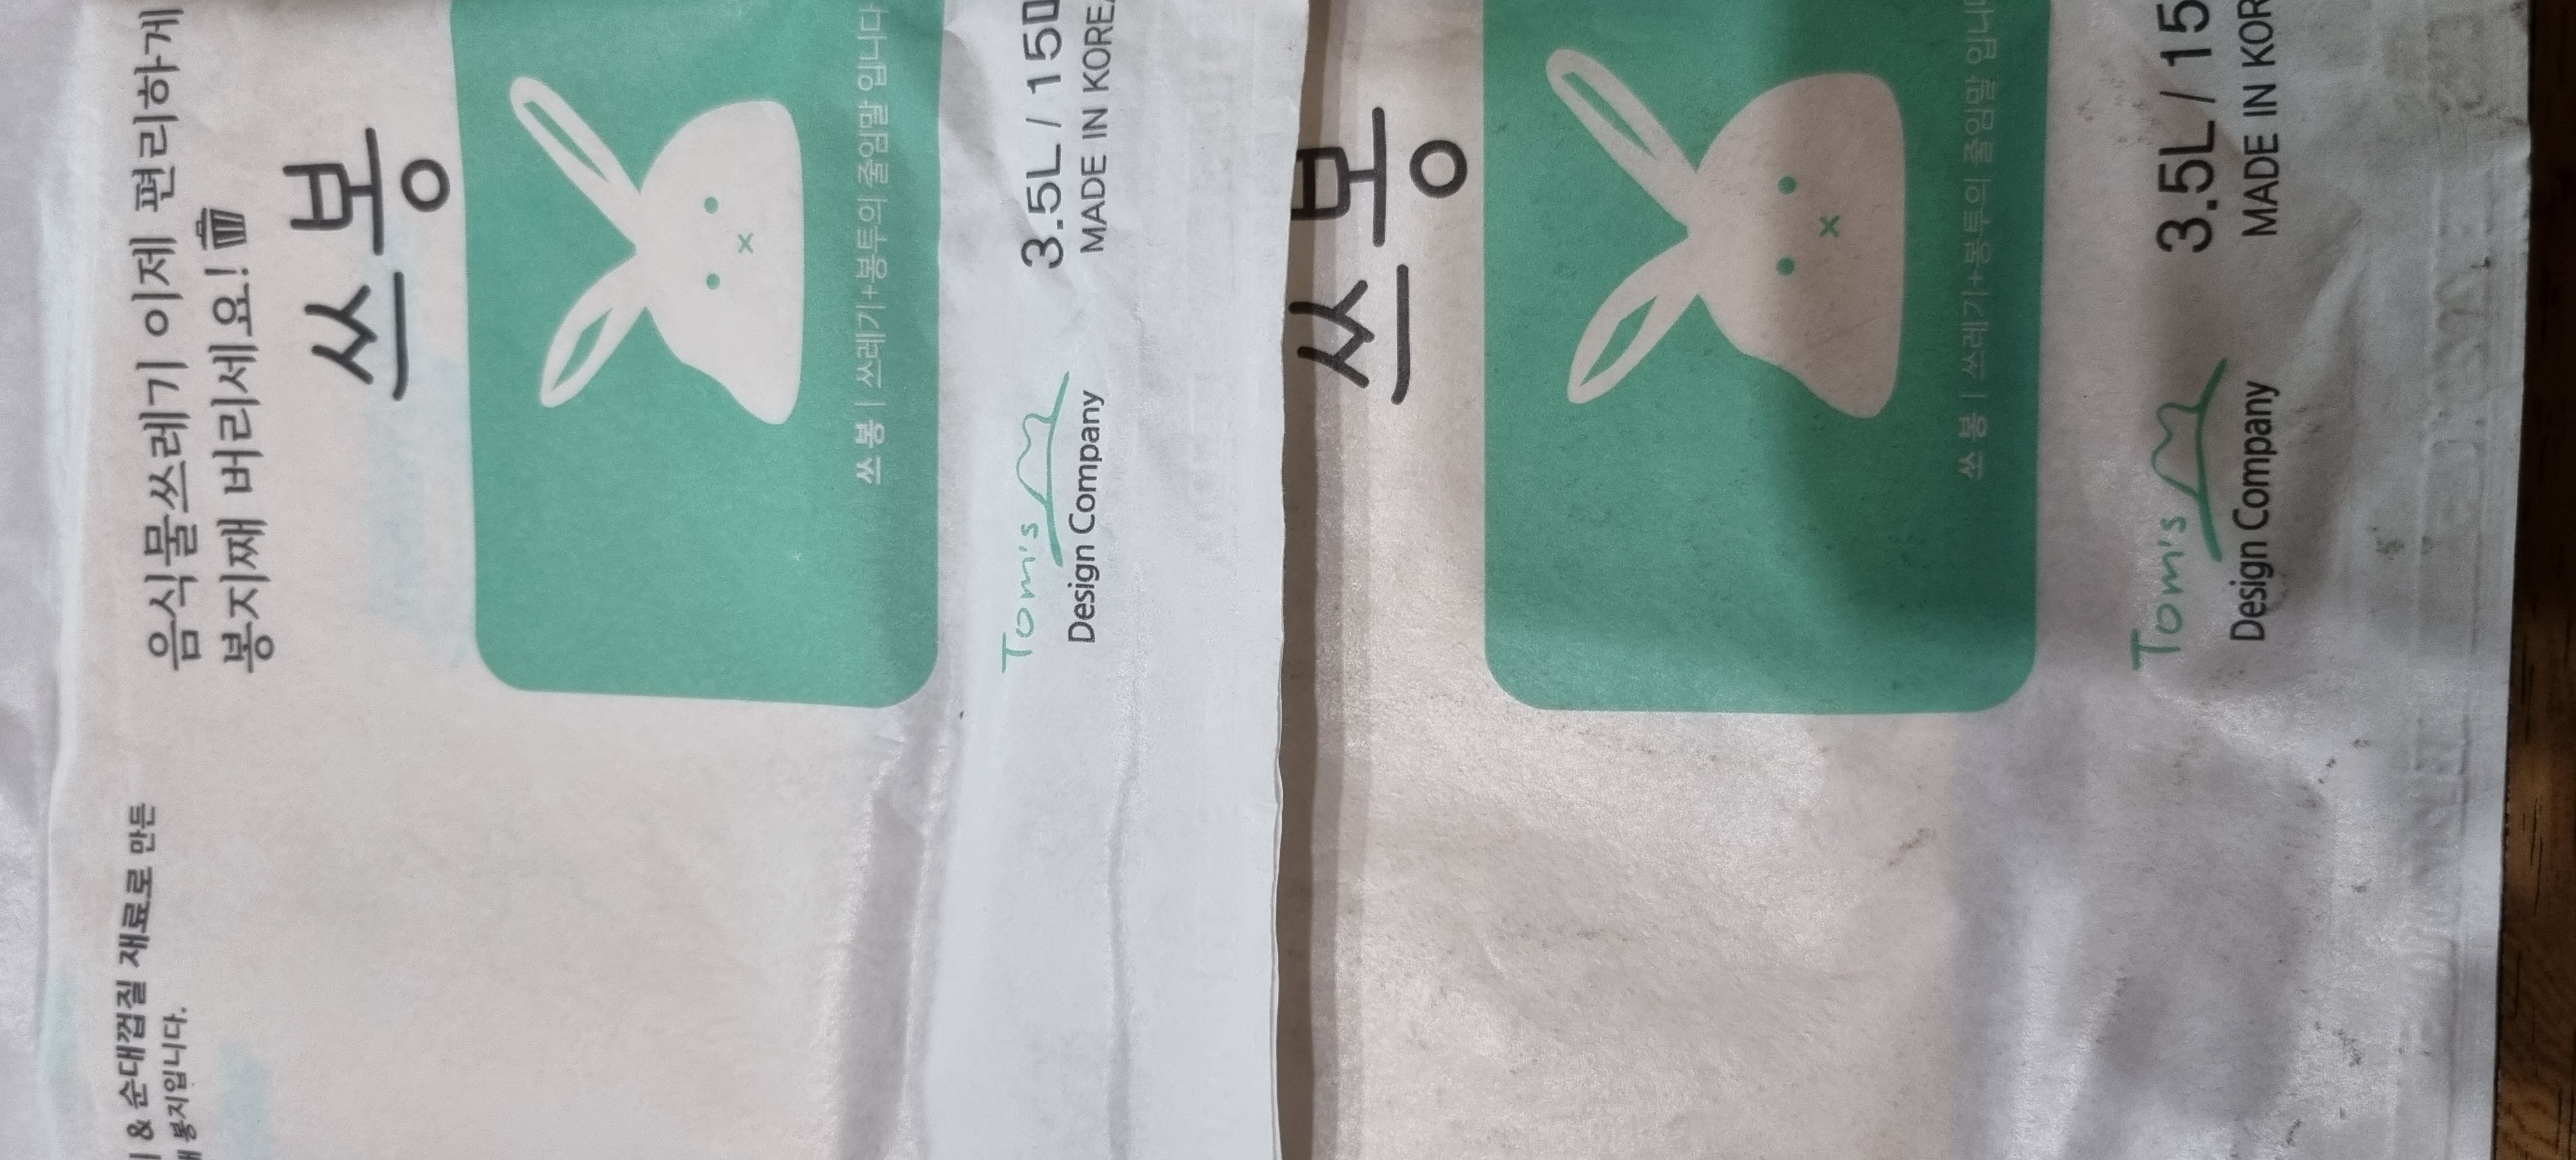 음식물쓰레기 이제 편리하게
봉지째 버리세요!
쓰봉
쓰봉 | 쓰레기+봉투의 줄임말 입니다
3.5L / 15
MADE IN KOREA
Tom's
Design Company
& 순대껍질 재료로 만든
봉지입니다.
쓰봉
쓰봉 | 쓰레기+봉투의 줄임말 입니
3.5L / 15
MADE IN KOR
Tom's
Design Company